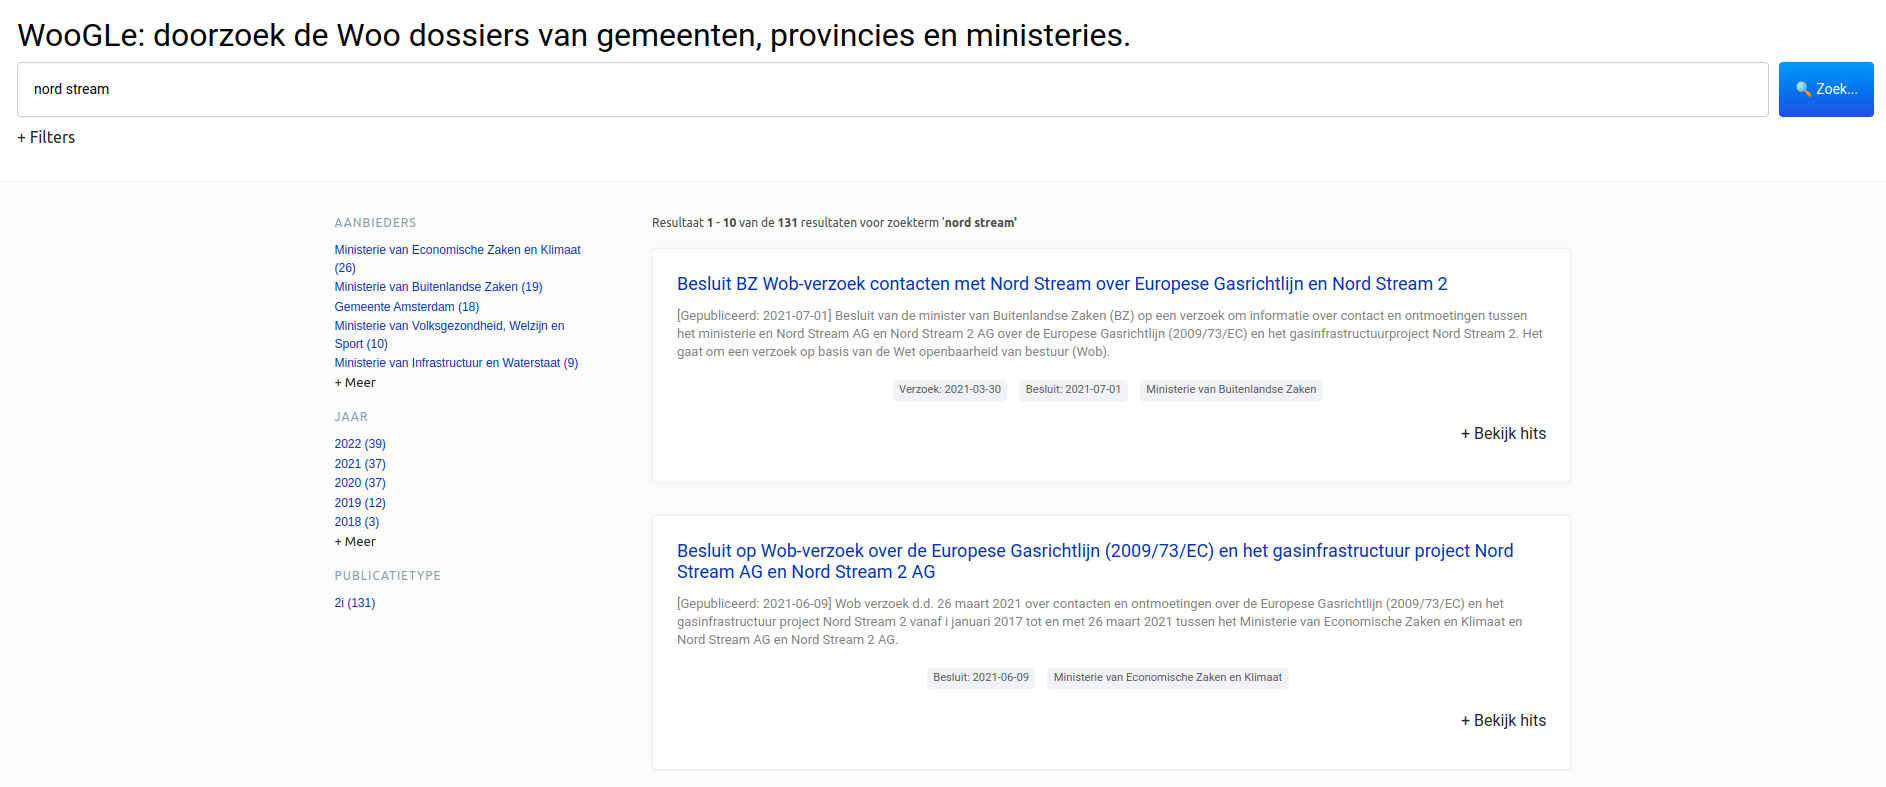 WooGLe: doorzoek de Woo dossiers van gemeenten, provincies en ministeries.
nord stream
🔍 Zoek...
+ Filters
AANBIEDERS
Ministerie van Economische Zaken en Klimaat
(26)
Ministerie van Buitenlandse Zaken (19)
Gemeente Amsterdam (18)
Ministerie van Volksgezondheid, Welzijn en
Sport (10)
Ministerie van Infrastructuur en Waterstaat (9)
+ Meer
JAAR
2022 (39)
2021 (37)
2020 (37)
2019 (12)
2018 (3)
+ Meer
PUBLICATIETYPE
2i (131)
Resultaat 1 - 10 van de 131 resultaten voor zoekterm 'nord stream'
Besluit BZ Wob-verzoek contacten met Nord Stream over Europese Gasrichtlijn en Nord Stream 2
[Gepubliceerd: 2021-07-01] Besluit van de minister van Buitenlandse Zaken (BZ) op een verzoek om informatie over contact en ontmoetingen tussen
het ministerie en Nord Stream AG en Nord Stream 2 AG over de Europese Gasrichtlijn (2009/73/EC) en het gasinfrastructuurproject Nord Stream 2. Het
gaat om een verzoek op basis van de Wet openbaarheid van bestuur (Wob).
Verzoek: 2021-03-30 Besluit: 2021-07-01 Ministerie van Buitenlandse Zaken
+ Bekijk hits
Besluit op Wob-verzoek over de Europese Gasrichtlijn (2009/73/EC) en het gasinfrastructuur project Nord
Stream AG en Nord Stream 2 AG
[Gepubliceerd: 2021-06-09] Wob verzoek d.d. 26 maart 2021 over contacten en ontmoetingen over de Europese Gasrichtlijn (2009/73/EC) en het
gasinfrastructuur project Nord Stream 2 vanaf i januari 2017 tot en met 26 maart 2021 tussen het Ministerie van Economische Zaken en Klimaat en
Nord Stream AG en Nord Stream 2 AG.
Besluit: 2021-06-09 Ministerie van Economische Zaken en Klimaat
+ Bekijk hits